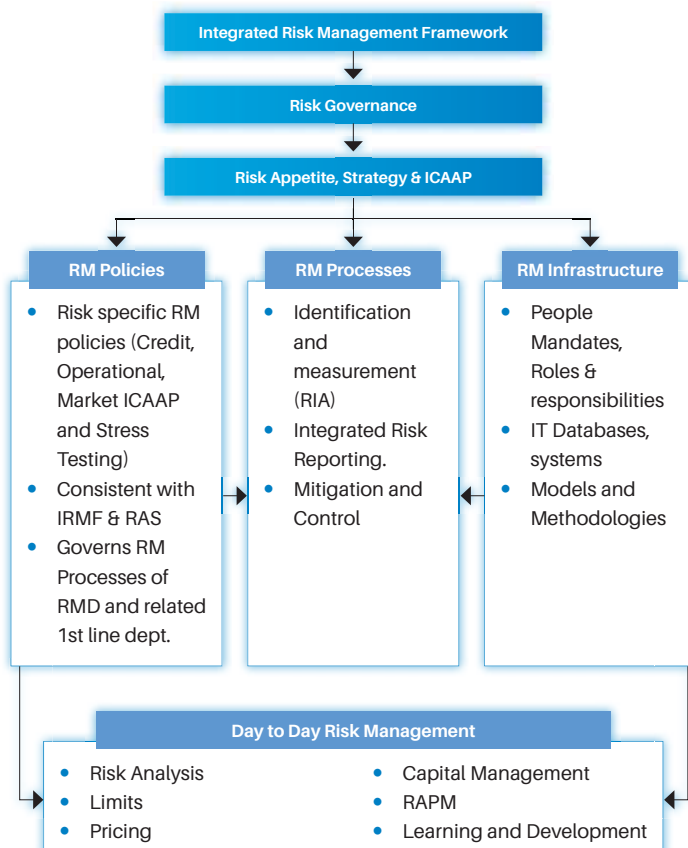 Integrated Risk Management Framework
Risk Governance
Risk Appetite, Strategy & ICAAP
RM Policies
• Risk specific RM
policies (Credit,
Operational,
Market ICAAP
and Stress
Testing)
• Consistent with
IRMF & RAS
• Governs RM
Processes of
RMD and related
1st line dept.
RM Processes
• Identification
and
measurement
(RIA)
• Integrated Risk
Reporting.
• Mitigation and
Control
RM Infrastructure
• People
Mandates,
Roles &
responsibilities
• IT Databases,
systems
• Models and
Methodologies
Day to Day Risk Management
• Risk Analysis
• Limits
• Pricing
• Capital Management
• RAPM
• Learning and Development